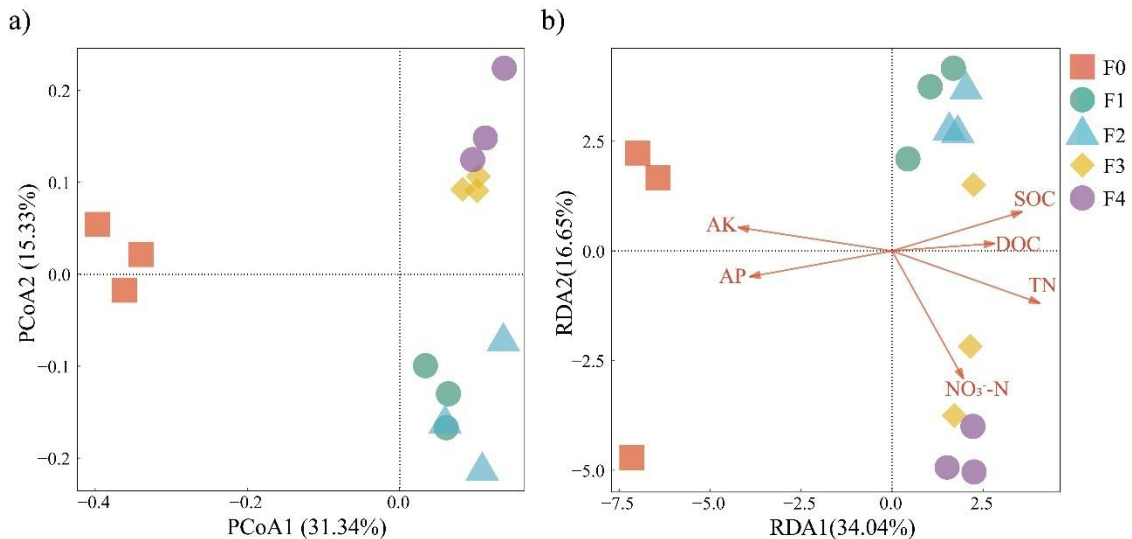 a)
PCoA2 (15.33%)
0.2
0.1
0.0
−0.1
−0.2
−0.4
−0.2
0.0
PCoA1 (31.34%)
b)
RDA2(16.65%)
2.5
0.0
−2.5
−5.0
−7.5
−5.0
−2.5
0.0
2.5
RDA1(34.04%)
AK
AP
SOC
DOC
TN
NO₃⁻-N
F0
F1
F2
F3
F4